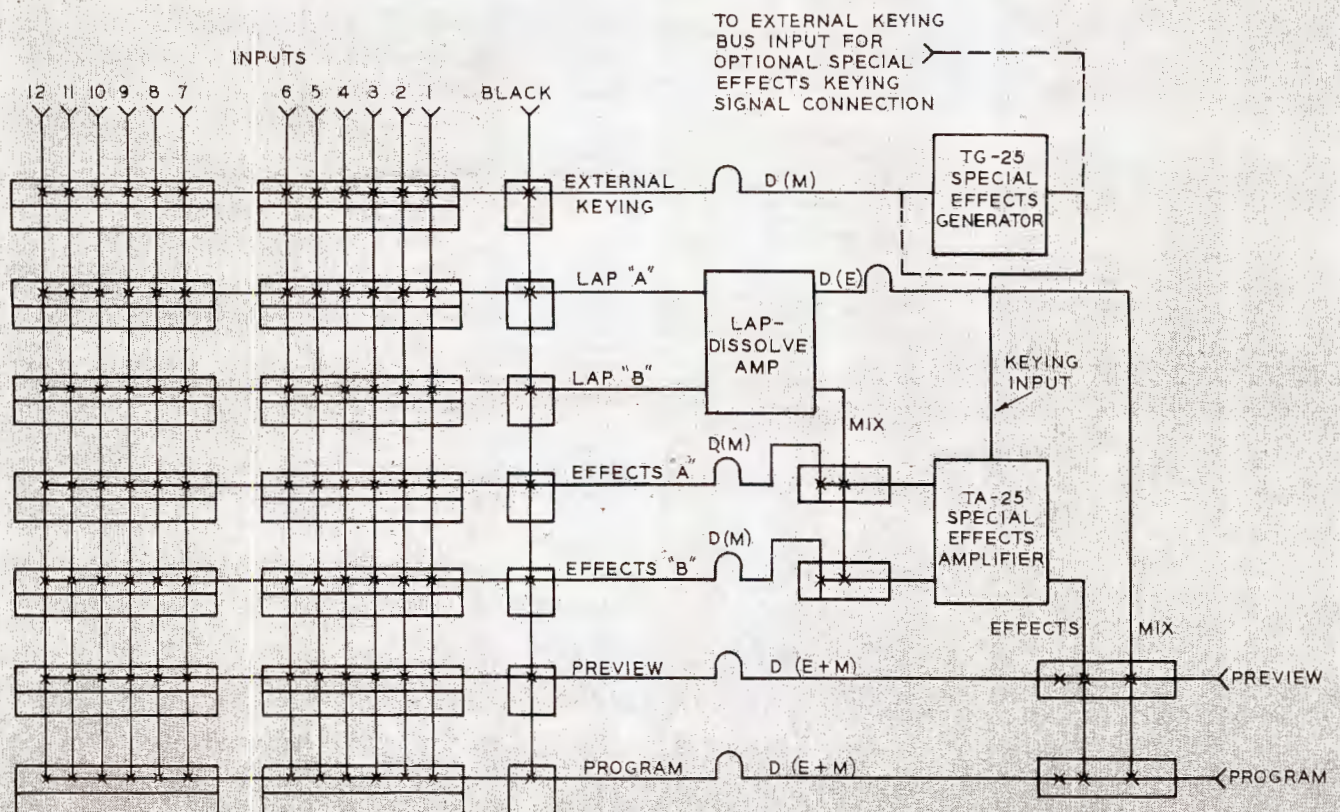 TO EXTERNAL KEYING
BUS INPUT FOR
OPTIONAL SPECIAL
EFFECTS KEYING
SIGNAL CONNECTION
INPUTS
12 11 10 9 8 7 6 5 4 3 2 1 BLACK
EXTERNAL
KEYING
D (M)
TG-25
SPECIAL
EFFECTS
GENERATOR
LAP "A"
D (E)
LAP-
DISSOLVE
AMP
LAP "B"
KEYING
INPUT
MIX
EFFECTS "A"
D(M)
TA-25
SPECIAL
EFFECTS
AMPLIFIER
EFFECTS "B"
D(M)
EFFECTS
MIX
PREVIEW
D (E+M)
PREVIEW
PROGRAM
D (E+M)
PROGRAM